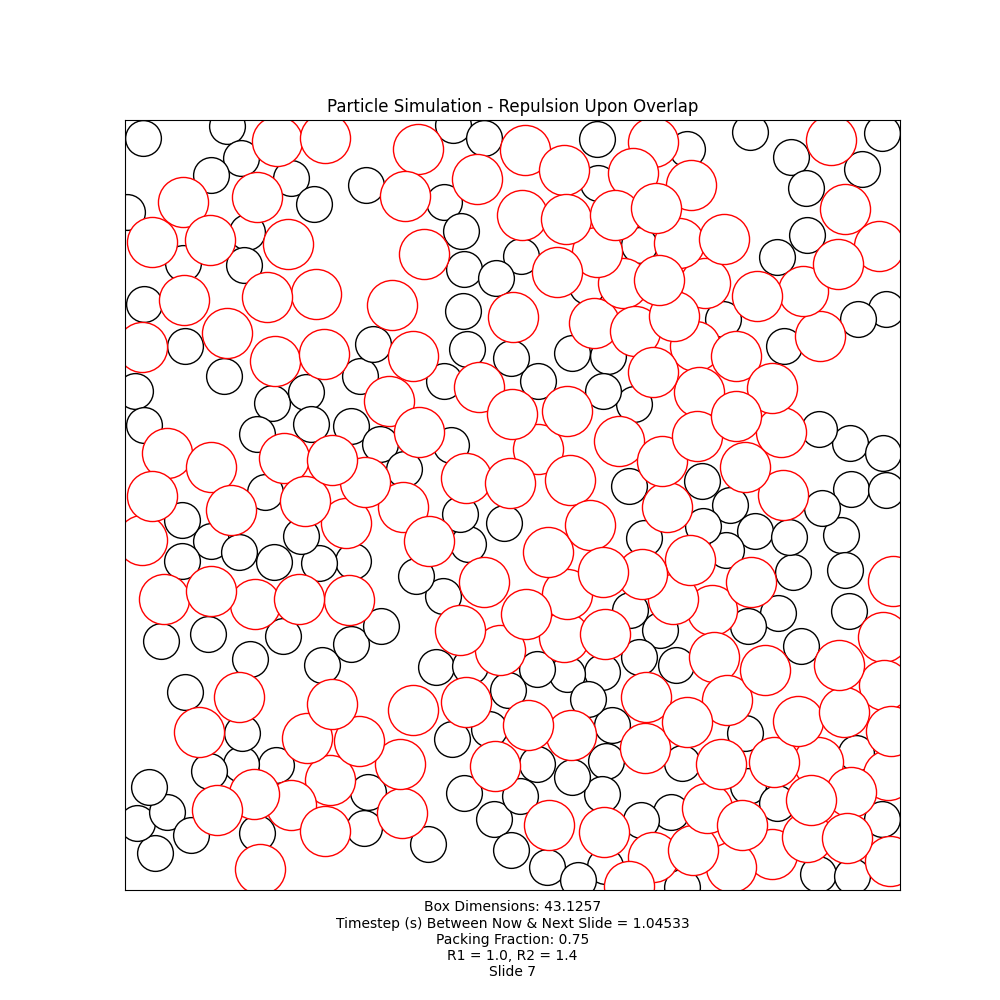 Particle Simulation - Repulsion Upon Overlap
Box Dimensions: 43.1257
Timestep (s) Between Now & Next Slide = 1.04533
Packing Fraction: 0.75
R1 = 1.0, R2 = 1.4
Slide 7